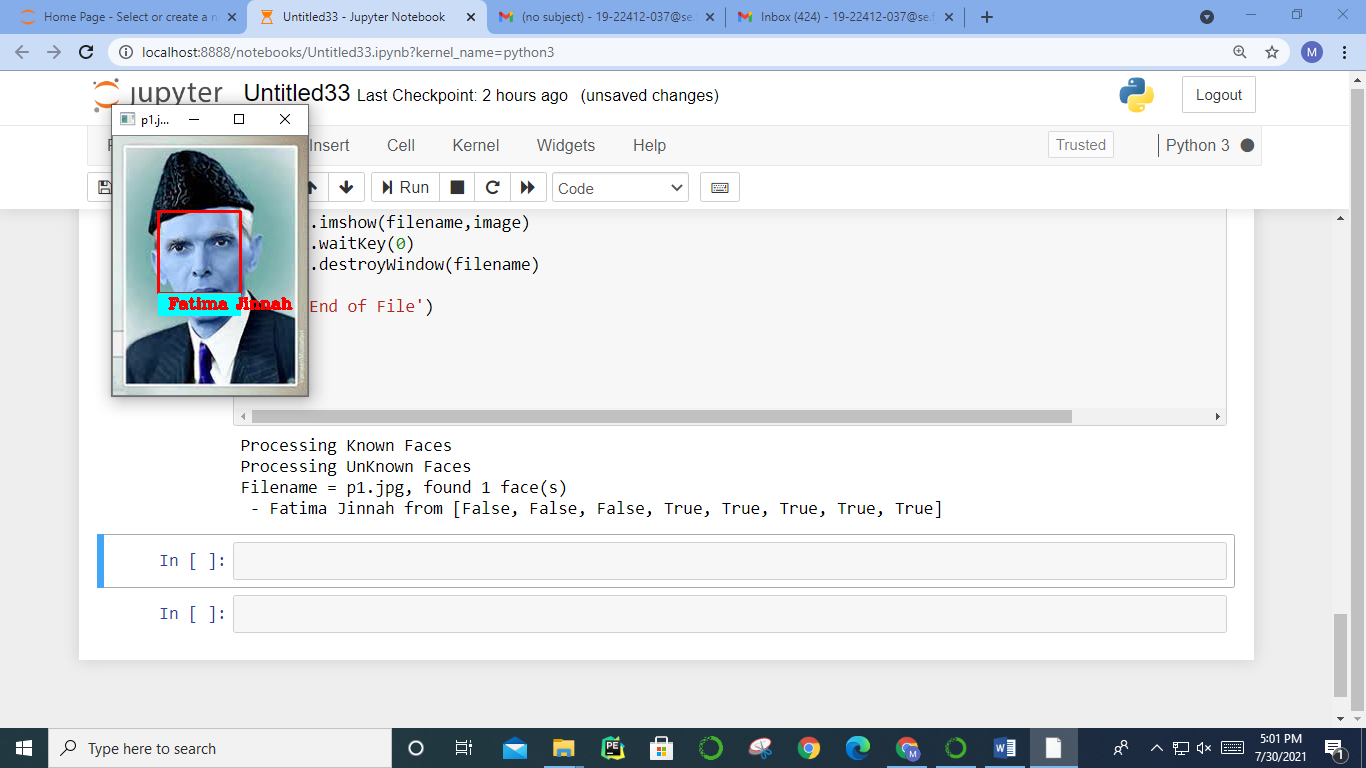 Home Page - Select or create a n
Untitled33 - Jupyter Notebook
(no subject) - 19-22412-037@se.
Inbox (424) - 19-22412-037@se.
localhost:8888/notebooks/Untitled33.ipynb?kernel_name=python3
M
jupyter Untitled33 Last Checkpoint: 2 hours ago (unsaved changes)
Logout
p1.j...
Insert Cell Kernel Widgets Help
Trusted
Python 3
Run
Code
.imshow(filename,image)
.waitKey(0)
.destroyWindow(filename)
Fatima Jinnah
End of File')
Processing Known Faces
Processing UnKnown Faces
Filename = p1.jpg, found 1 face(s)
- Fatima Jinnah from [False, False, False, True, True, True, True, True]
In [ ]:
In [ ]:
Type here to search
PE
M
W
5:01 PM
7/30/2021
1